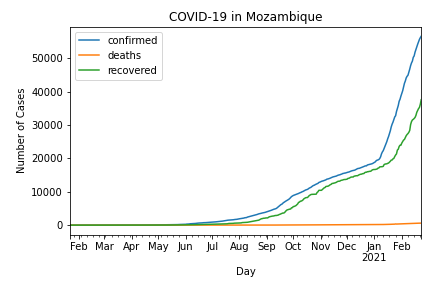 COVID-19 in Mozambique
confirmed
deaths
recovered
Number of Cases
50000
40000
30000
20000
10000
0
Feb Mar Apr May Jun Jul Aug Sep Oct Nov Dec Jan Feb
2021
Day